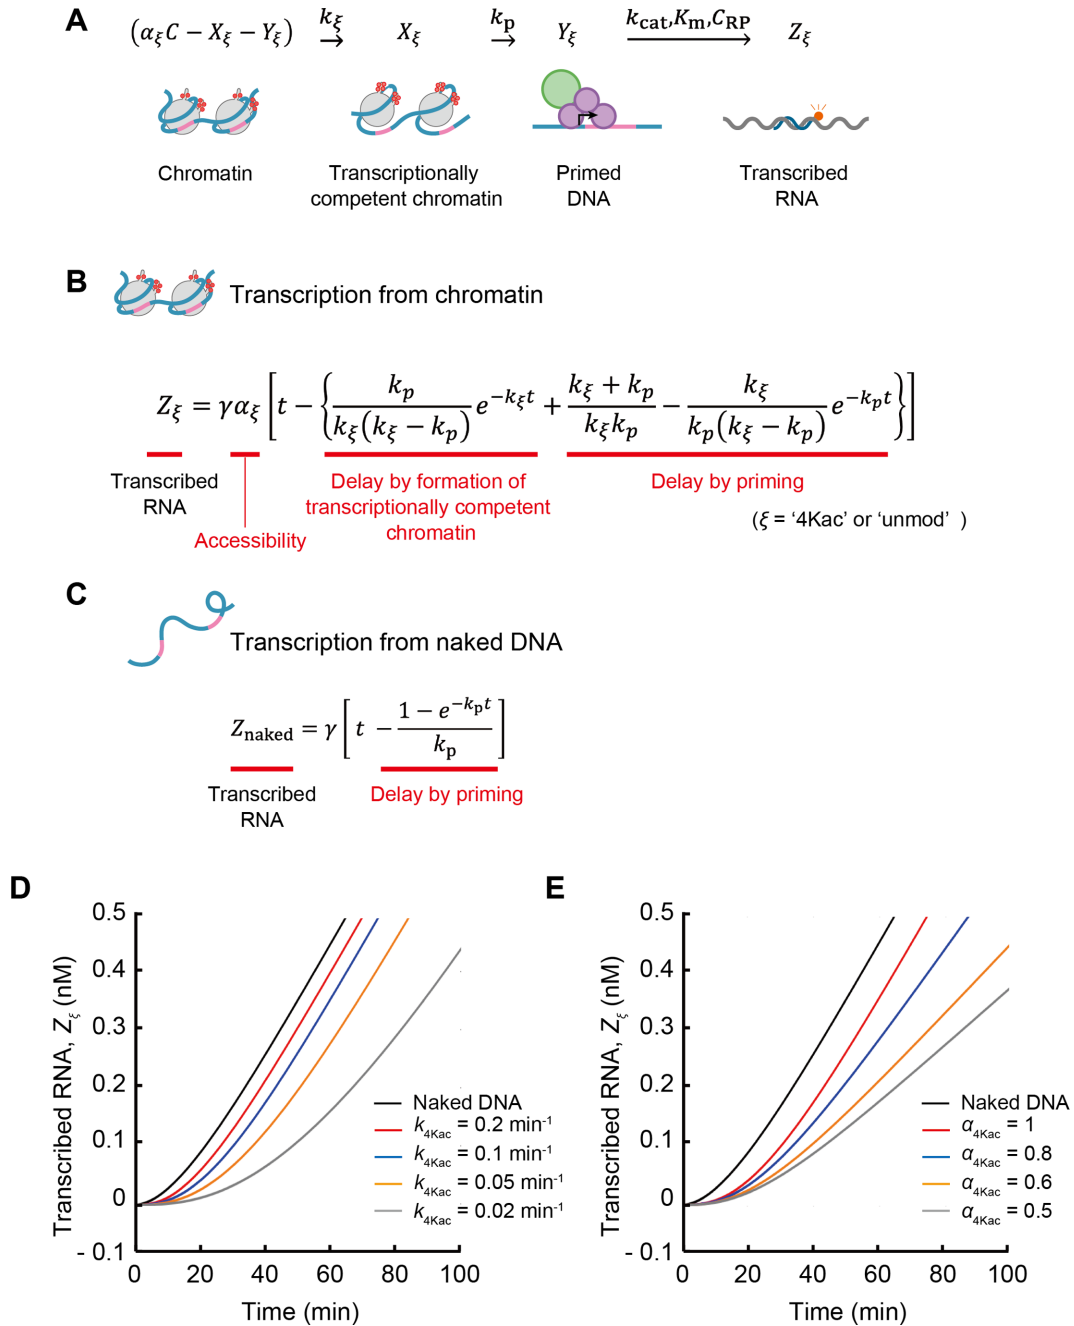 A
(α_ξC − X_ξ − Y_ξ) k_ξ X_ξ k_p Y_ξ k_cat,K_m,C_RP Z_ξ
Chromatin
Transcriptionally
competent chromatin
Primed
DNA
Transcribed
RNA
B
Transcription from chromatin
Z_ξ = γα_ξ [t − {k_p/(k_ξ(k_ξ − k_p)) e^(−k_ξt) + (k_ξ + k_p)/(k_ξk_p) − k_ξ/(k_p(k_ξ − k_p)) e^(−k_pt)}]
Transcribed
RNA
Accessibility
Delay by formation of
transcriptionally competent
chromatin
Delay by priming
(ξ = ‘4Kac’ or ‘unmod’ )
C
Transcription from naked DNA
Z_naked = γ [t − (1 − e^(−k_pt))/k_p]
Transcribed
RNA
Delay by priming
D
Transcribed RNA, Z_ξ (nM)
0.5
0.4
0.3
0.2
0.1
0
- 0.1
Naked DNA
k_4Kac = 0.2 min⁻¹
k_4Kac = 0.1 min⁻¹
k_4Kac = 0.05 min⁻¹
k_4Kac = 0.02 min⁻¹
0 20 40 60 80 100
Time (min)
E
Transcribed RNA, Z_ξ (nM)
0.5
0.4
0.3
0.2
0.1
0
- 0.1
Naked DNA
α_4Kac = 1
α_4Kac = 0.8
α_4Kac = 0.6
α_4Kac = 0.5
0 20 40 60 80 100
Time (min)